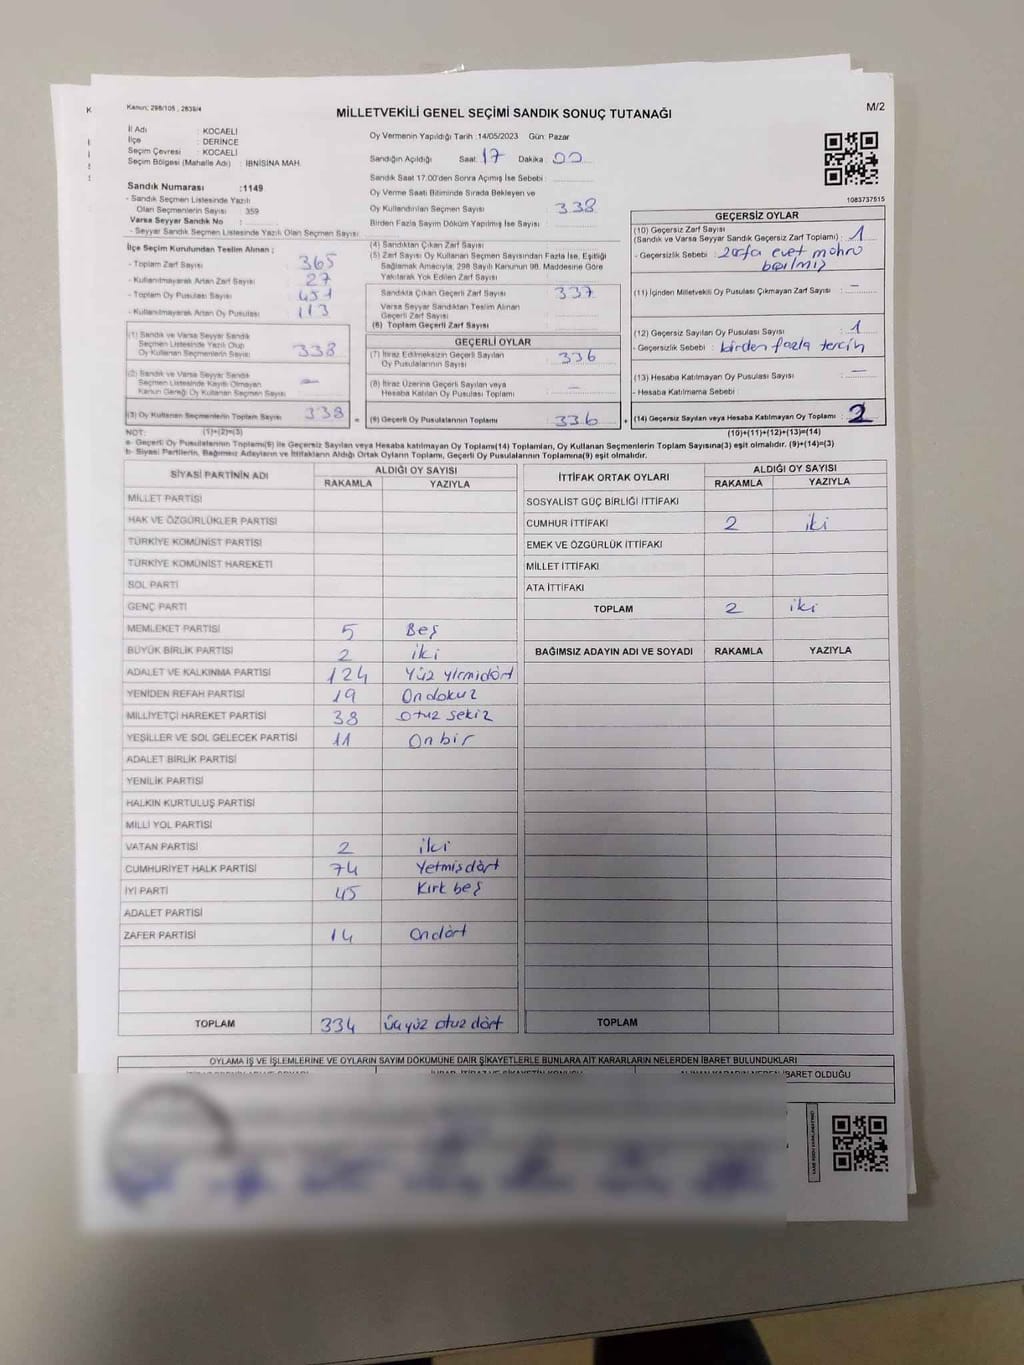 Kanun; 298/105 , 2839/4
MİLLETVEKİLİ GENEL SEÇİMİ SANDIK SONUÇ TUTANAĞI
M/2
İl Adı : KOCAELİ
İlçe : DERİNCE
Seçim Çevresi : KOCAELİ
Seçim Bölgesi (Mahalle Adı) : İBNİSİNA MAH.
Sandık Numarası :1149
- Sandık Seçmen Listesinde Yazılı
Olan Seçmenlerin Sayısı : 359
Varsa Seyyar Sandık No :
- Seyyar Sandık Seçmen Listesinde Yazılı Olan Seçmen Sayısı
Oy Vermenin Yapıldığı Tarih :14/05/2023 Gün: Pazar
Sandığın Açıldığı Saat 17 Dakika 00
Sandık Saat 17:00'den Sonra Açılmış İse Sebebi :
Oy Verme Saati Bitiminde Sırada Bekleyen ve
Oy Kullandırılan Seçmen Sayısı 338
Birden Fazla Sayım Döküm Yapılmış İse Sayısı :
1083737515
İlçe Seçim Kurulundan Teslim Alınan ;
- Toplam Zarf Sayısı : 365
- Kullanılmayarak Artan Zarf Sayısı : 27
- Toplam Oy Pusulası Sayısı : 451
- Kullanılmayarak Artan Oy Pusulası : 113
(1) Sandık ve Varsa Seyyar Sandık
Seçmen Listesinde Yazılı Olup
Oy Kullanan Seçmenlerin Sayısı 338
(2) Sandık ve Varsa Seyyar Sandık
Seçmen Listesinde Kayıtlı Olmayan
Kanun Gereği Oy Kullanan Seçmen Sayısı —
(3) Oy Kullanan Seçmenlerin Toplam Sayısı 338
(4) Sandıktan Çıkan Zarf Sayısı :
(5) Zarf Sayısı Oy Kullanan Seçmen Sayısından Fazla İse, Eşitliği
Sağlamak Amacıyla, 298 Sayılı Kanunun 98. Maddesine Göre
Yakılarak Yok Edilen Zarf Sayısı :
Sandıkta Çıkan Geçerli Zarf Sayısı : 337
Varsa Seyyar Sandıktan Teslim Alınan
Geçerli Zarf Sayısı :
(6) Toplam Geçerli Zarf Sayısı :
GEÇERLİ OYLAR
(7) İtiraz Edilmeksizin Geçerli Sayılan
Oy Pusulalarının Sayısı : 336
(8) İtiraz Üzerine Geçerli Sayılan veya
Hesaba Katılan Oy Pusulası Toplamı : —
= (9) Geçerli Oy Pusulalarının Toplamı : 336
GEÇERSİZ OYLAR
(10) Geçersiz Zarf Sayısı
(Sandık ve Varsa Seyyar Sandık Geçersiz Zarf Toplamı) : 1
- Geçersizlik Sebebi : zarfa evet mührü
basılmış
(11) İçinden Milletvekili Oy Pusulası Çıkmayan Zarf Sayısı : —
(12) Geçersiz Sayılan Oy Pusulası Sayısı : 1
- Geçersizlik Sebebi : birden fazla tercih
(13) Hesaba Katılmayan Oy Pusulası Sayısı : —
- Hesaba Katılmama Sebebi :
+ (14) Geçersiz Sayılan veya Hesaba Katılmayan Oy Toplamı : 2
NOT: (1)+(2)=(3) (10)+(11)+(12)+(13)=(14)
a- Geçerli Oy Pusulalarının Toplamı(9) ile Geçersiz Sayılan veya Hesaba katılmayan Oy Toplamı(14) Toplamları, Oy Kullanan Seçmenlerin Toplam Sayısına(3) eşit olmalıdır. (9)+(14)=(3)
b- Siyasi Partilerin, Bağımsız Adayların ve İttifakların Aldığı Ortak Oyların Toplamı, Geçerli Oy Pusulalarının Toplamına(9) eşit olmalıdır.
SİYASİ PARTİNİN ADI ALDIĞI OY SAYISI
RAKAMLA YAZIYLA
MİLLET PARTİSİ
HAK VE ÖZGÜRLÜKLER PARTİSİ
TÜRKİYE KOMÜNİST PARTİSİ
TÜRKİYE KOMÜNİST HAREKETİ
SOL PARTİ
GENÇ PARTİ
MEMLEKET PARTİSİ 5 Beş
BÜYÜK BİRLİK PARTİSİ 2 iki
ADALET VE KALKINMA PARTİSİ 124 Yüz yirmidört
YENİDEN REFAH PARTİSİ 19 Ondokuz
MİLLİYETÇİ HAREKET PARTİSİ 38 otuz sekiz
YEŞİLLER VE SOL GELECEK PARTİSİ 11 Onbir
ADALET BİRLİK PARTİSİ
YENİLİK PARTİSİ
HALKIN KURTULUŞ PARTİSİ
MİLLİ YOL PARTİSİ
VATAN PARTİSİ 2 iki
CUMHURİYET HALK PARTİSİ 74 Yetmişdört
İYİ PARTİ 45 Kırk beş
ADALET PARTİSİ
ZAFER PARTİSİ 14 ondört
TOPLAM 334 üçyüz otuz dört
İTTİFAK ORTAK OYLARI ALDIĞI OY SAYISI
RAKAMLA YAZIYLA
SOSYALİST GÜÇ BİRLİĞİ İTTİFAKI
CUMHUR İTTİFAKI 2 iki
EMEK VE ÖZGÜRLÜK İTTİFAKI
MİLLET İTTİFAKI
ATA İTTİFAKI
TOPLAM 2 iki
BAĞIMSIZ ADAYIN ADI VE SOYADI RAKAMLA YAZIYLA
TOPLAM
OYLAMA İŞ VE İŞLEMLERİNE VE OYLARIN SAYIM DÖKÜMÜNE DAİR ŞİKAYETLERLE BUNLARA AİT KARARLARIN NELERDEN İBARET BULUNDUKLARI
İBARET OLDUĞU